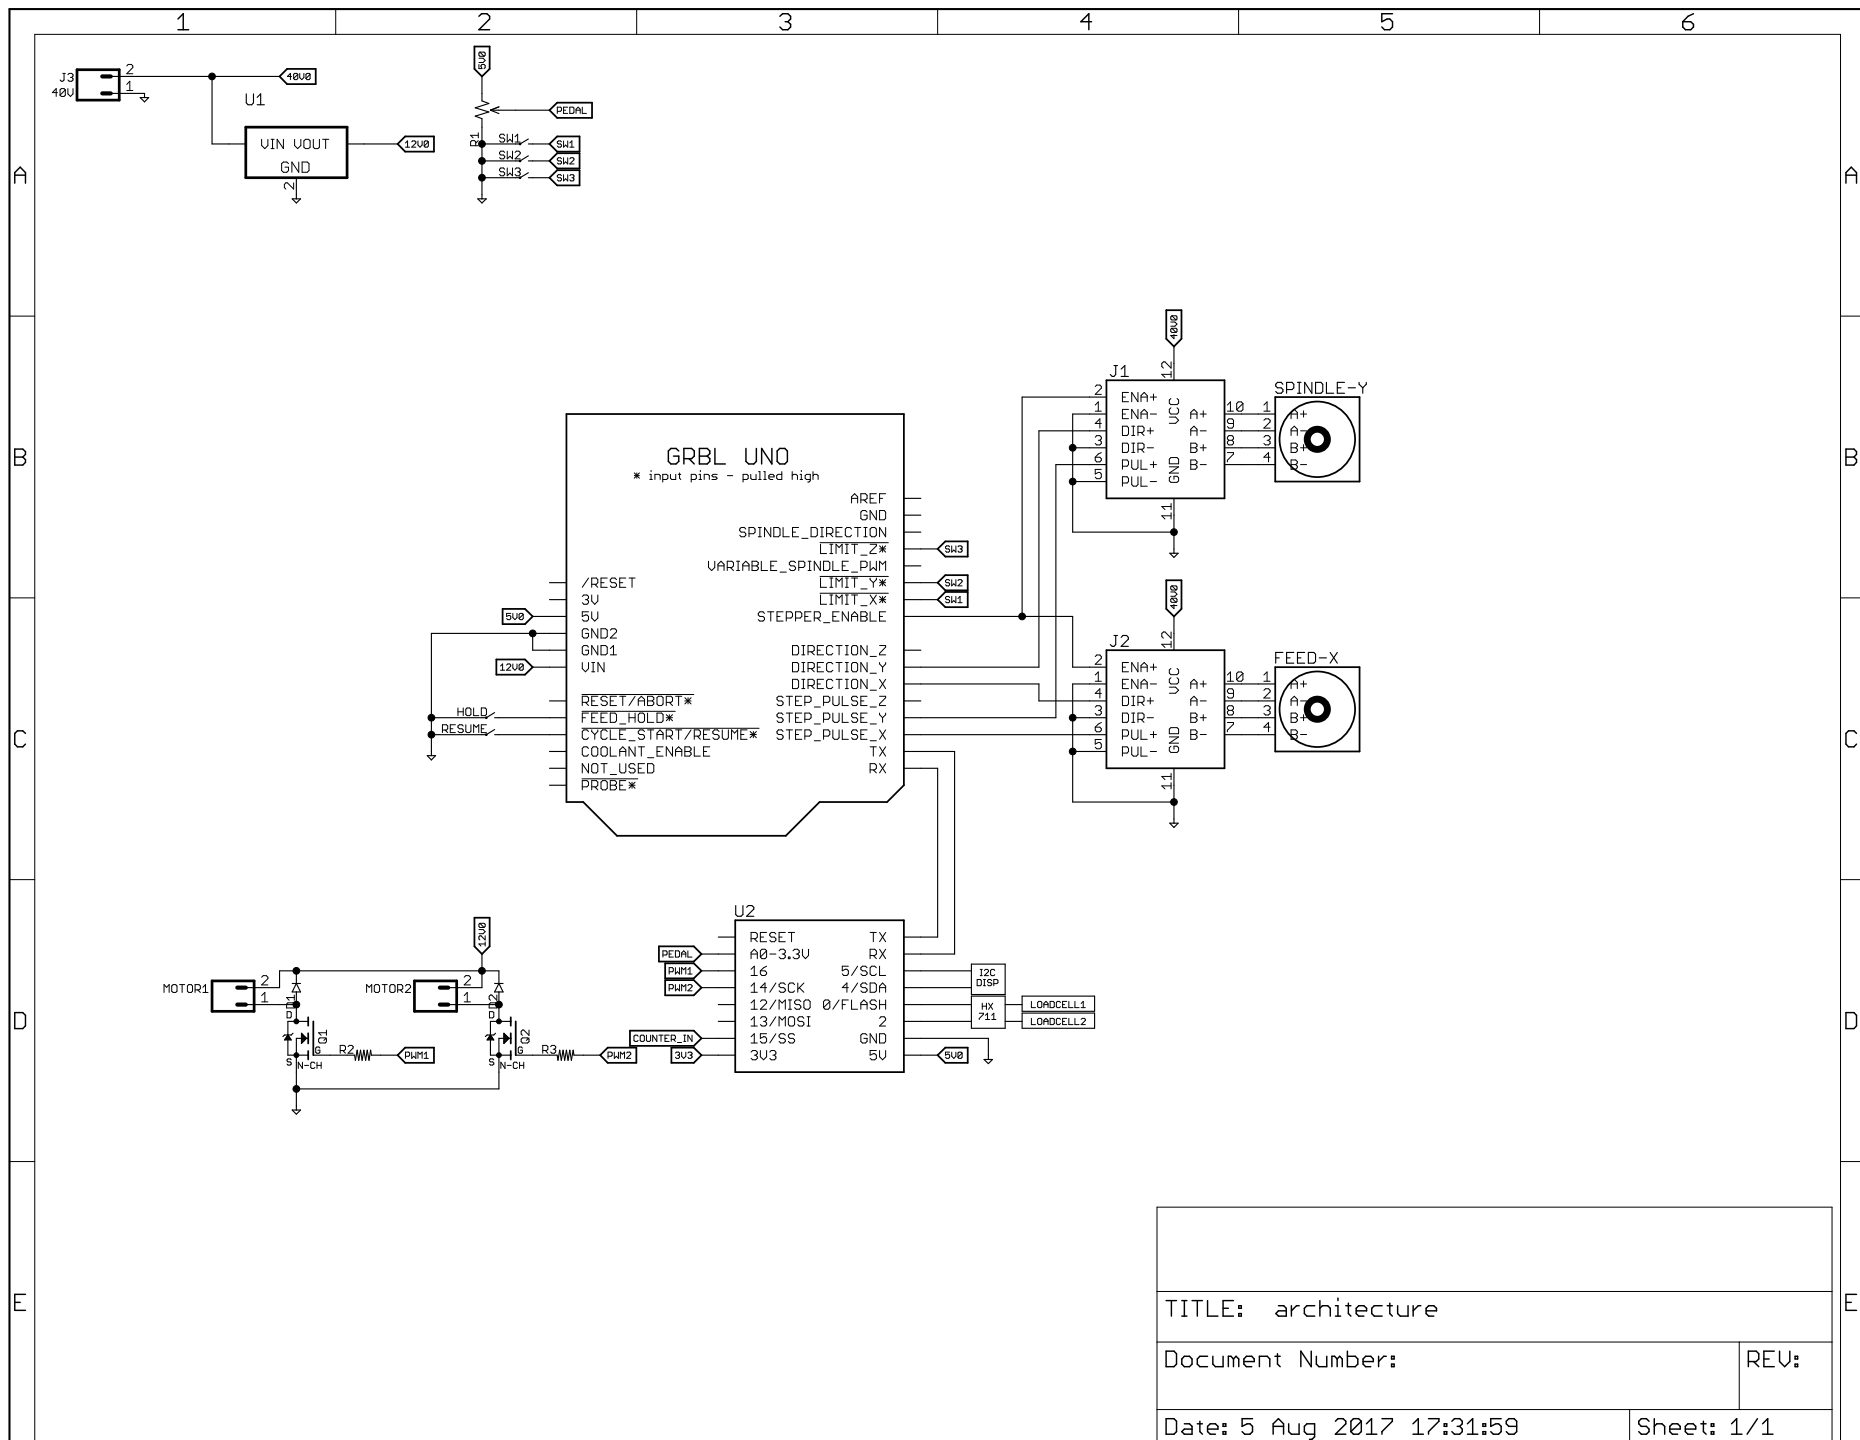 1 2 3 4 5 6
A A
B B
C C
D D
E E
J3
40V
2
1
40V0
U1
VIN VOUT
GND
2
12V0
5V0
R1
PEDAL
SW1 SW1
SW2 SW2
SW3 SW3
GRBL UNO
* input pins - pulled high
AREF
GND
SPINDLE_DIRECTION
LIMIT_Z* SW3
VARIABLE_SPINDLE_PWM
/RESET LIMIT_Y* SW2
3V LIMIT_X* SW1
5V0 5V STEPPER_ENABLE
GND2
GND1 DIRECTION_Z
12V0 VIN DIRECTION_Y
DIRECTION_X
RESET/ABORT* STEP_PULSE_Z
HOLD FEED_HOLD* STEP_PULSE_Y
RESUME CYCLE_START/RESUME* STEP_PULSE_X
COOLANT_ENABLE TX
NOT_USED RX
PROBE*
40V0
12
J1
SPINDLE-Y
2 ENA+
1 ENA- VCC A+ 10 1 A+
4 DIR+ A- 9 2 A-
3 DIR- B+ 8 3 B+
6 PUL+ GND B- 7 4 B-
5 PUL-
11
40V0
12
J2
FEED-X
2 ENA+
1 ENA- VCC A+ 10 1 A+
4 DIR+ A- 9 2 A-
3 DIR- B+ 8 3 B+
6 PUL+ GND B- 7 4 B-
5 PUL-
11
12V0
MOTOR1 2
1
D1
D
Q1
G
S
N-CH
R2 PWM1
MOTOR2 2
1
D2
D
Q2
G
S
N-CH
R3 PWM2
U2
RESET TX
PEDAL A0-3.3V RX
PWM1 16 5/SCL I2C
PWM2 14/SCK 4/SDA DISP
12/MISO 0/FLASH HX LOADCELL1
13/MOSI 2 711 LOADCELL2
COUNTER_IN 15/SS GND
3V3 3V3 5V 5V0
TITLE: architecture
Document Number: REV:
Date: 5 Aug 2017 17:31:59 Sheet: 1/1